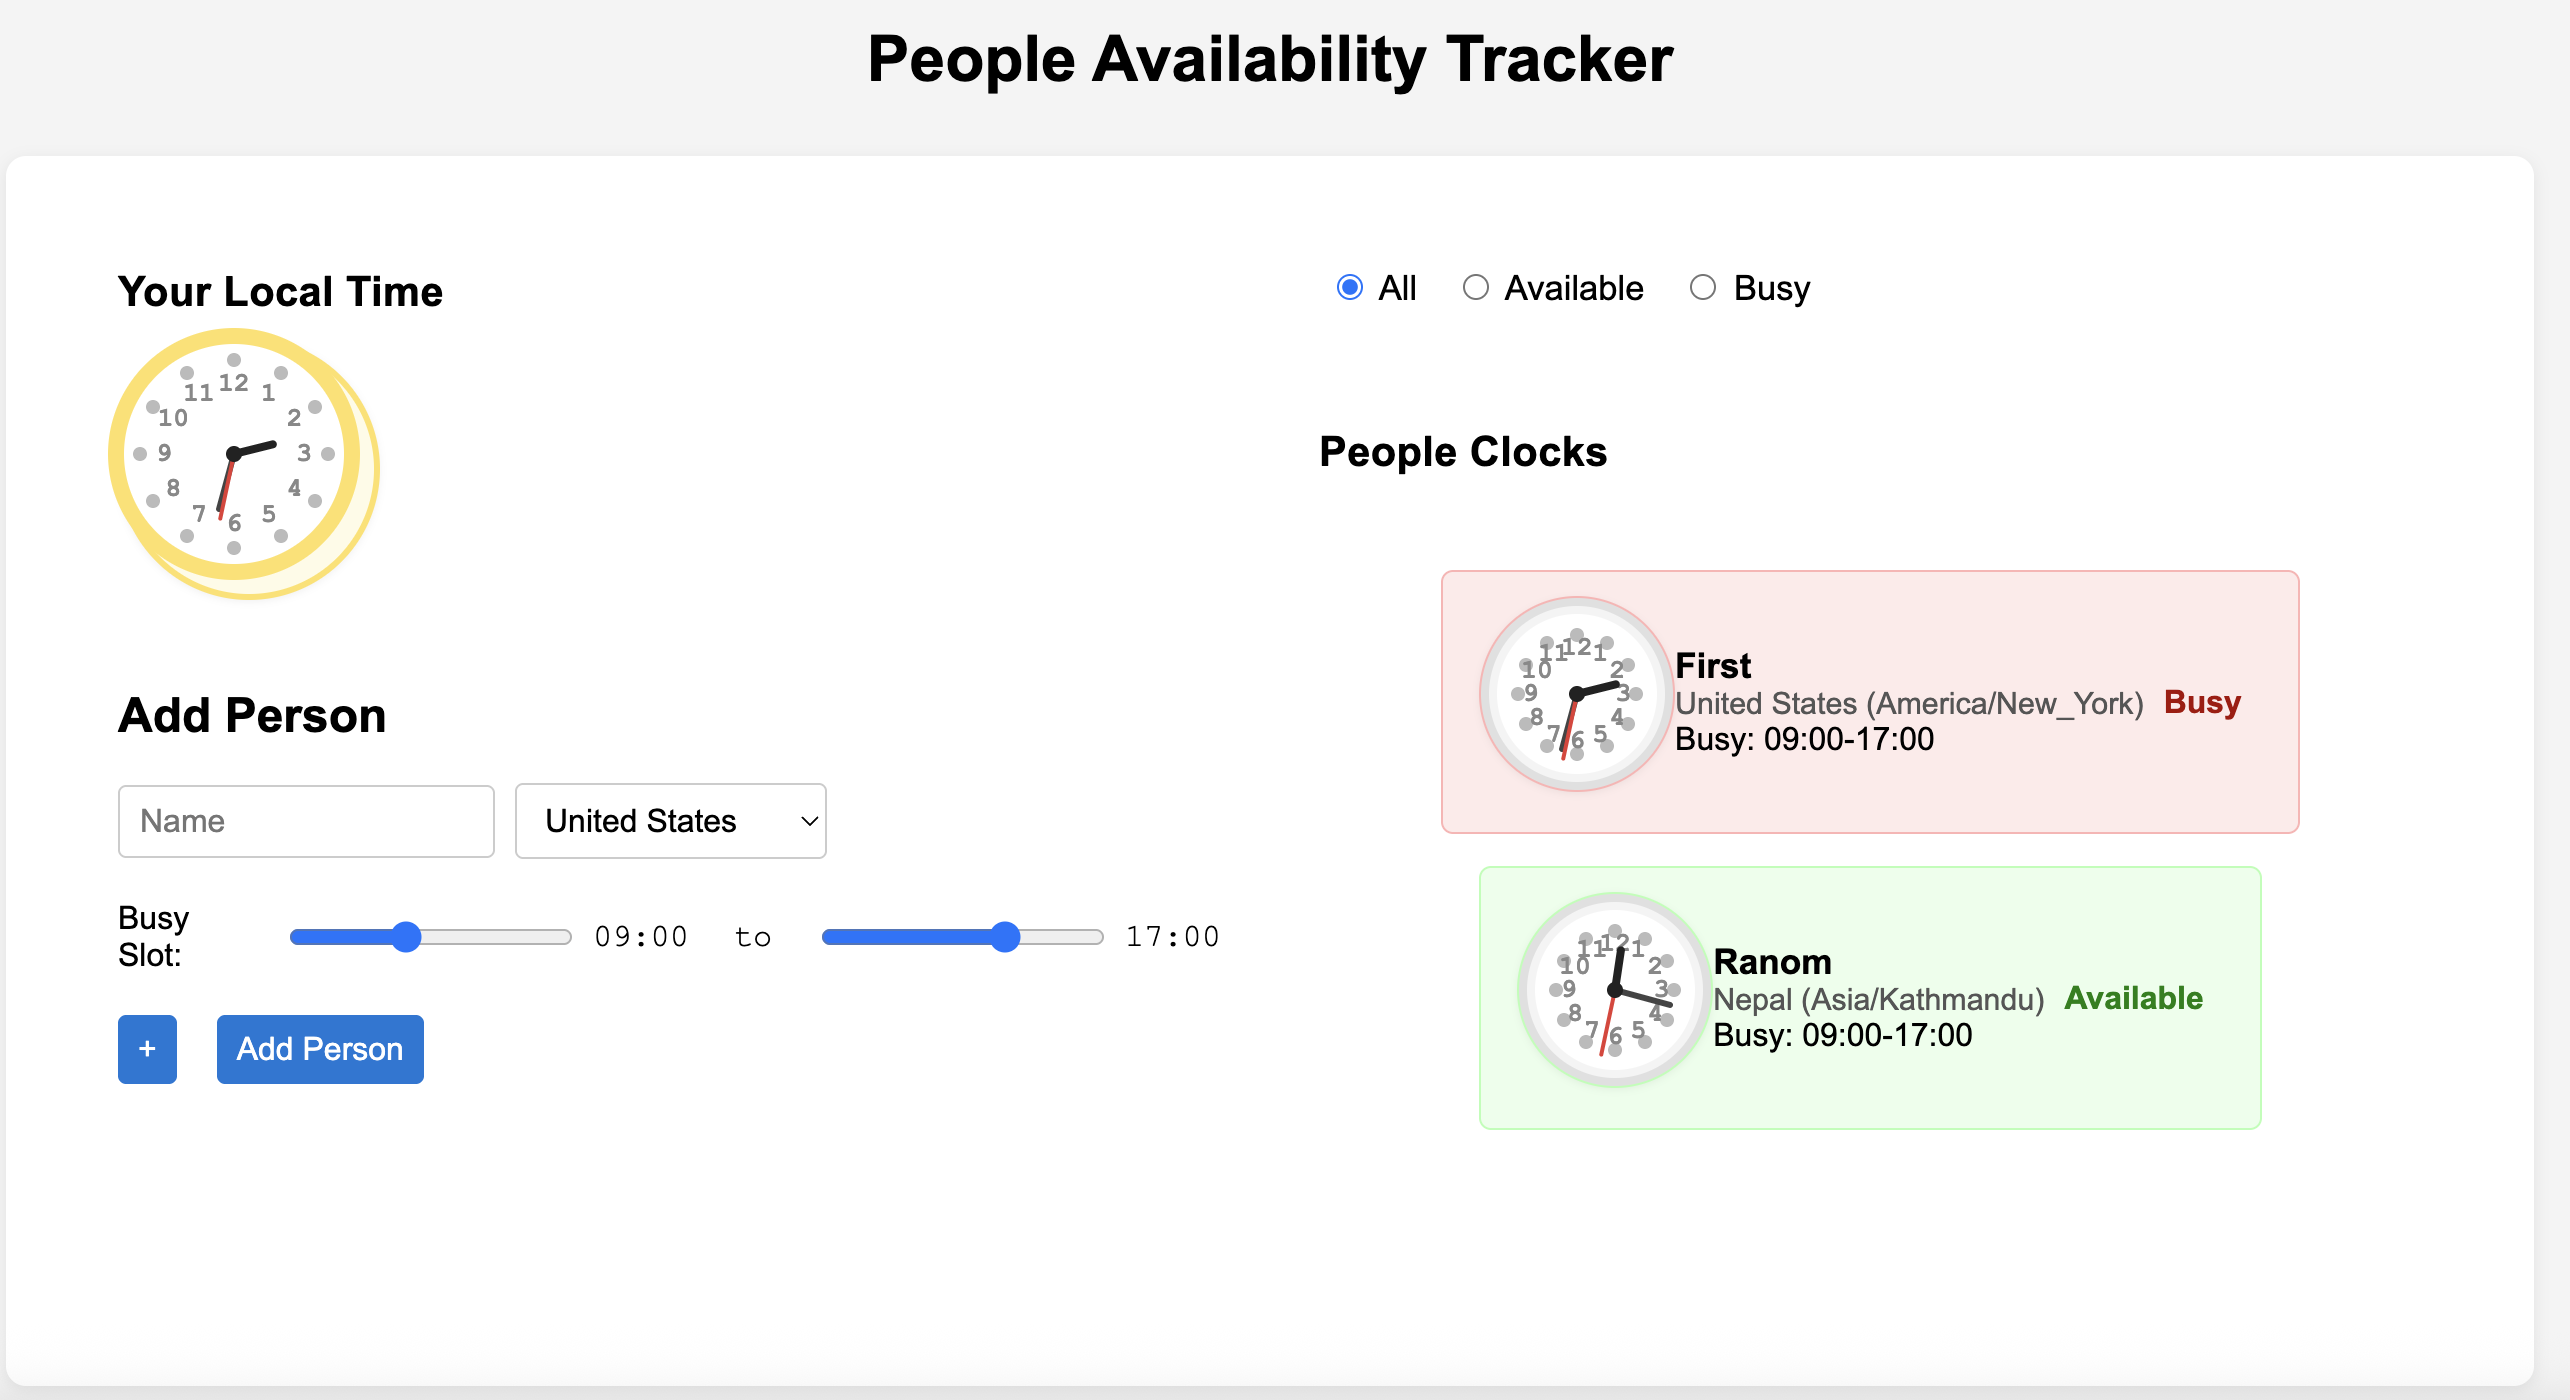 People Availability Tracker
Your Local Time
12
1
2
3
4
5
6
7
8
9
10
11
Add Person
Name
United States
Busy
Slot:
09:00 to 17:00
+
Add Person
All Available Busy
People Clocks
12
1
2
3
4
5
6
7
8
9
10
11
First
United States (America/New_York) Busy
Busy: 09:00-17:00
12
1
2
3
4
5
6
7
8
9
10
11
Ranom
Nepal (Asia/Kathmandu) Available
Busy: 09:00-17:00